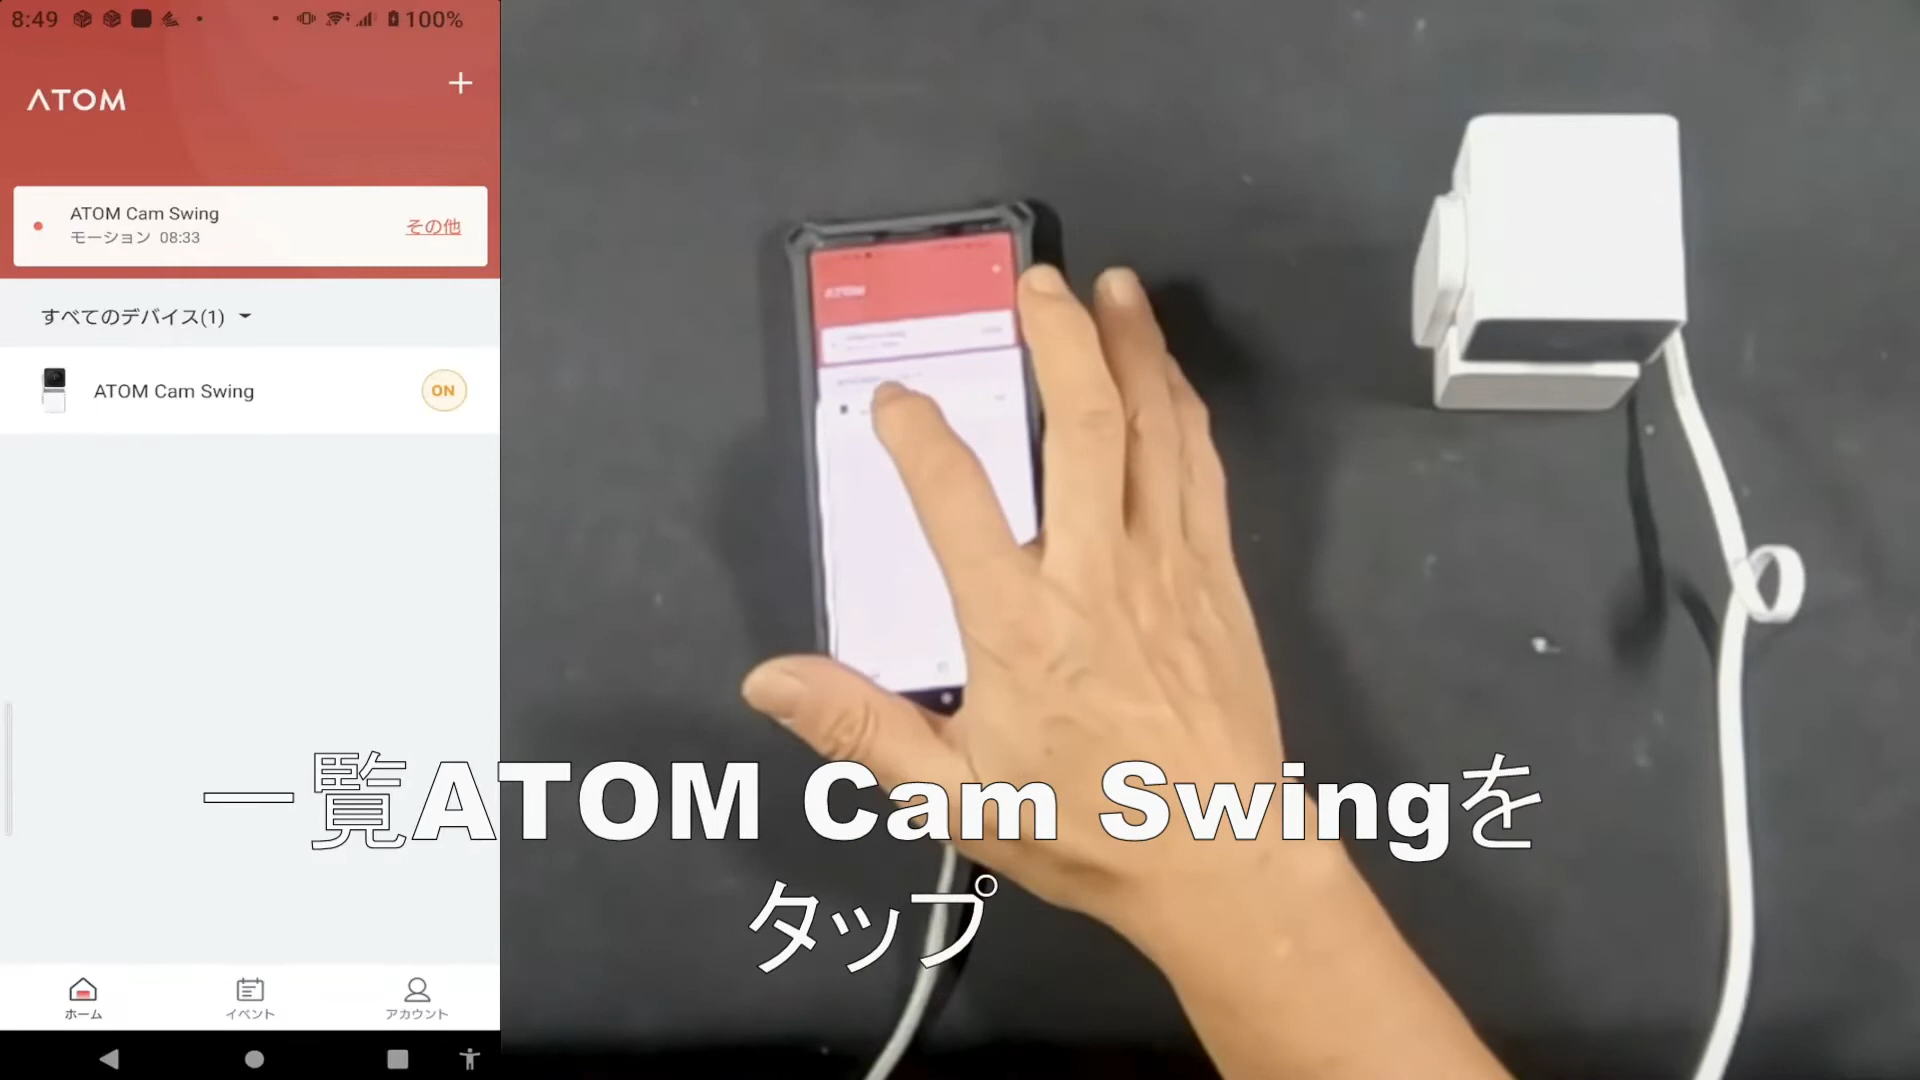 8:49
100%
ATOM
ATOM Cam Swing
モーション 08:33
その他
すべてのデバイス(1)
ATOM Cam Swing
ON
ホーム
イベント
アカウント
ATOM
一覧ATOM Cam Swingを
タップ